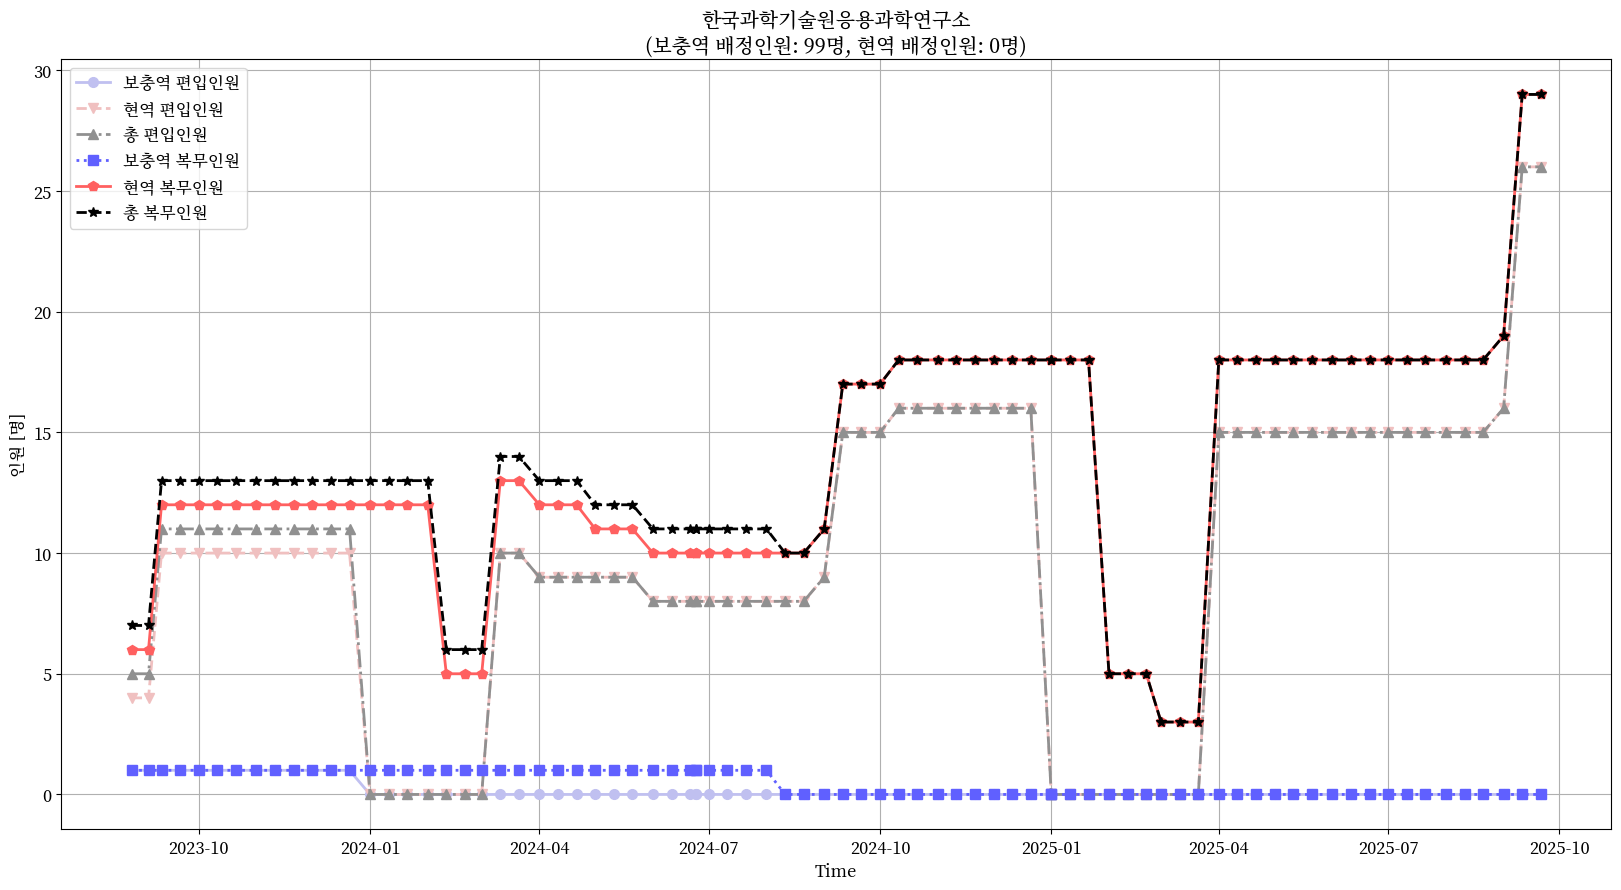 한국과학기술원응용과학연구소
(보충역 배정인원: 99명, 현역 배정인원: 0명)
보충역 편입인원
현역 편입인원
총 편입인원
보충역 복무인원
현역 복무인원
총 복무인원
30
25
20
15
10
5
0
인원 [명]
2023-10
2024-01
2024-04
2024-07
2024-10
2025-01
2025-04
2025-07
2025-10
Time